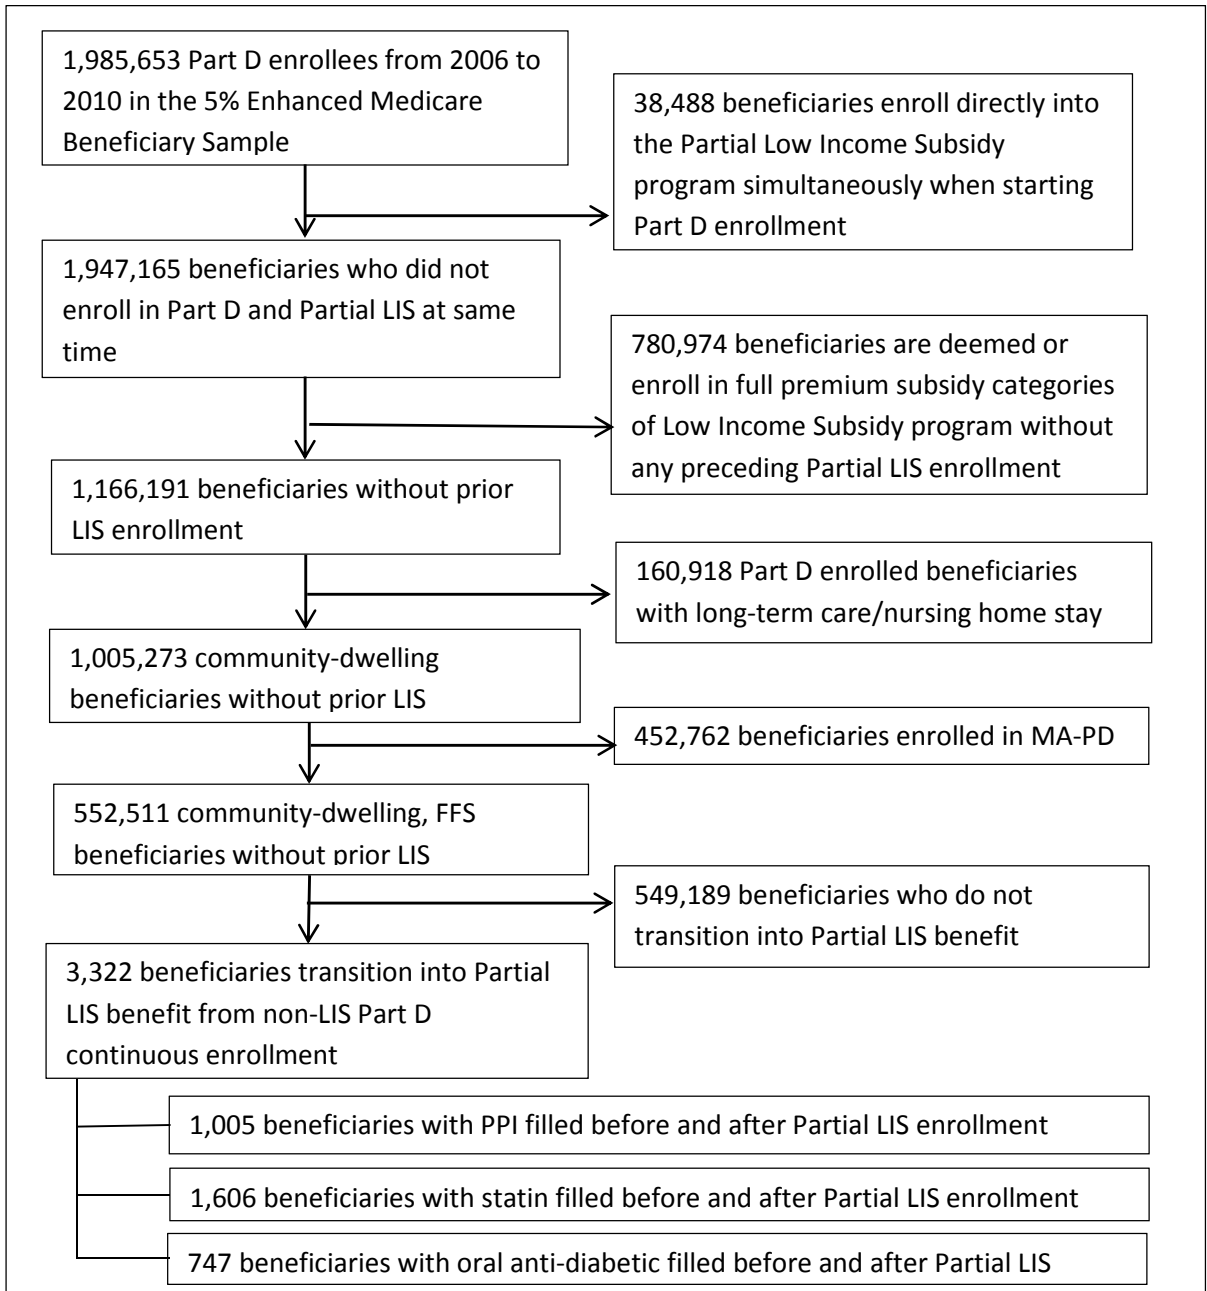 1,985,653 Part D enrollees from 2006 to
2010 in the 5% Enhanced Medicare
Beneficiary Sample
38,488 beneficiaries enroll directly into
the Partial Low Income Subsidy
program simultaneously when starting
Part D enrollment
1,947,165 beneficiaries who did not
enroll in Part D and Partial LIS at same
time
780,974 beneficiaries are deemed or
enroll in full premium subsidy categories
of Low Income Subsidy program without
any preceding Partial LIS enrollment
1,166,191 beneficiaries without prior
LIS enrollment
160,918 Part D enrolled beneficiaries
with long-term care/nursing home stay
1,005,273 community-dwelling
beneficiaries without prior LIS
452,762 beneficiaries enrolled in MA-PD
552,511 community-dwelling, FFS
beneficiaries without prior LIS
549,189 beneficiaries who do not
transition into Partial LIS benefit
3,322 beneficiaries transition into Partial
LIS benefit from non-LIS Part D
continuous enrollment
1,005 beneficiaries with PPI filled before and after Partial LIS enrollment
1,606 beneficiaries with statin filled before and after Partial LIS enrollment
747 beneficiaries with oral anti-diabetic filled before and after Partial LIS